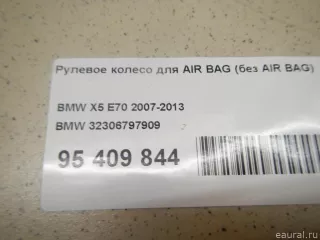 Рулевое колесо для AIR BAG (без AIR BAG)
BMW X5 E70 2007-2013
BMW 32306797909
95 409 844
eaural.ru